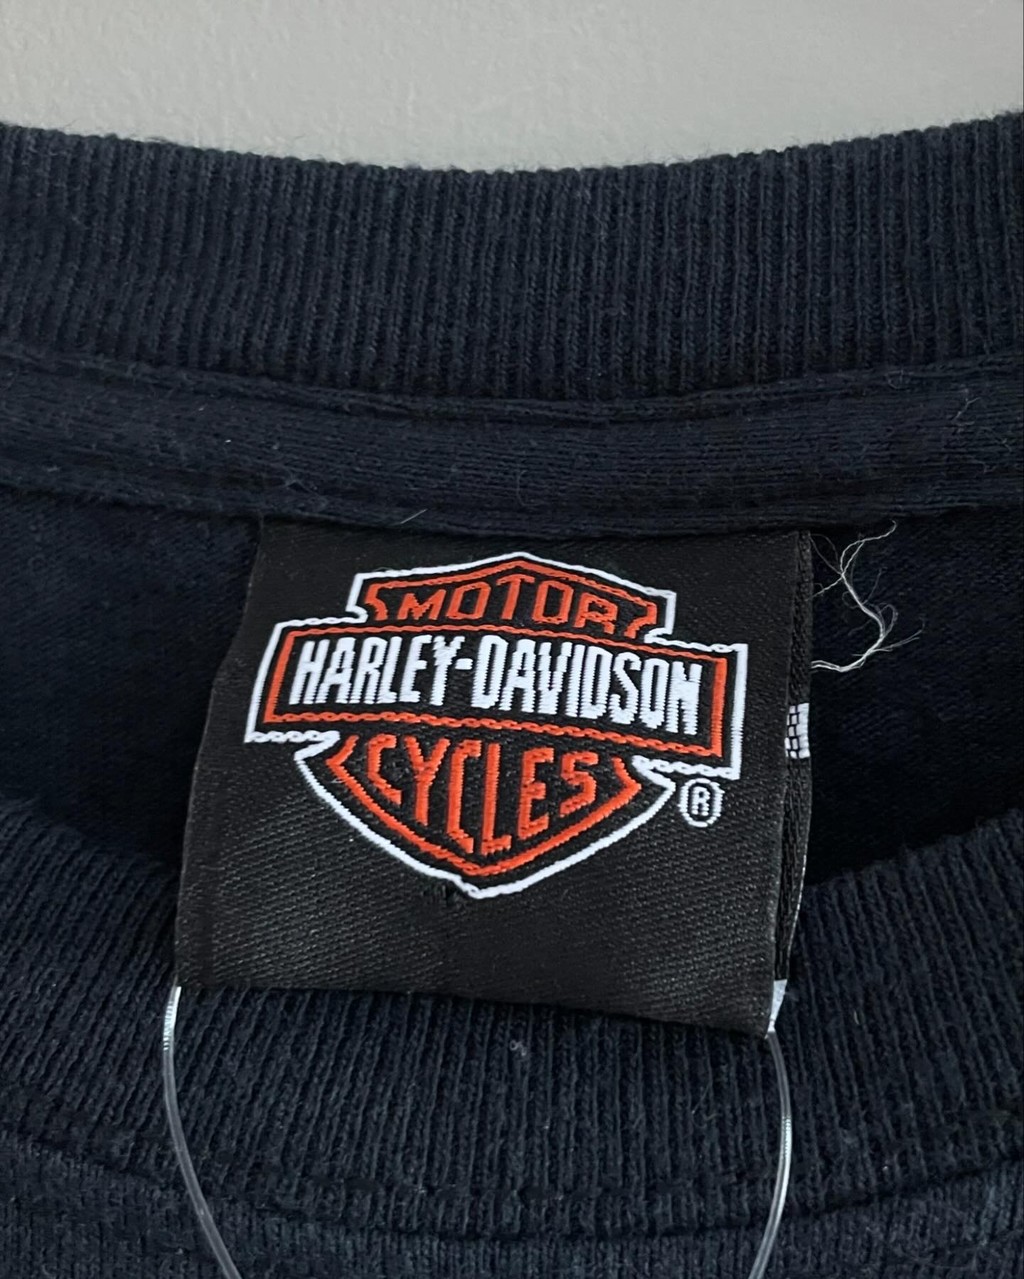 MOTOR
HARLEY-DAVIDSON
CYCLES
®